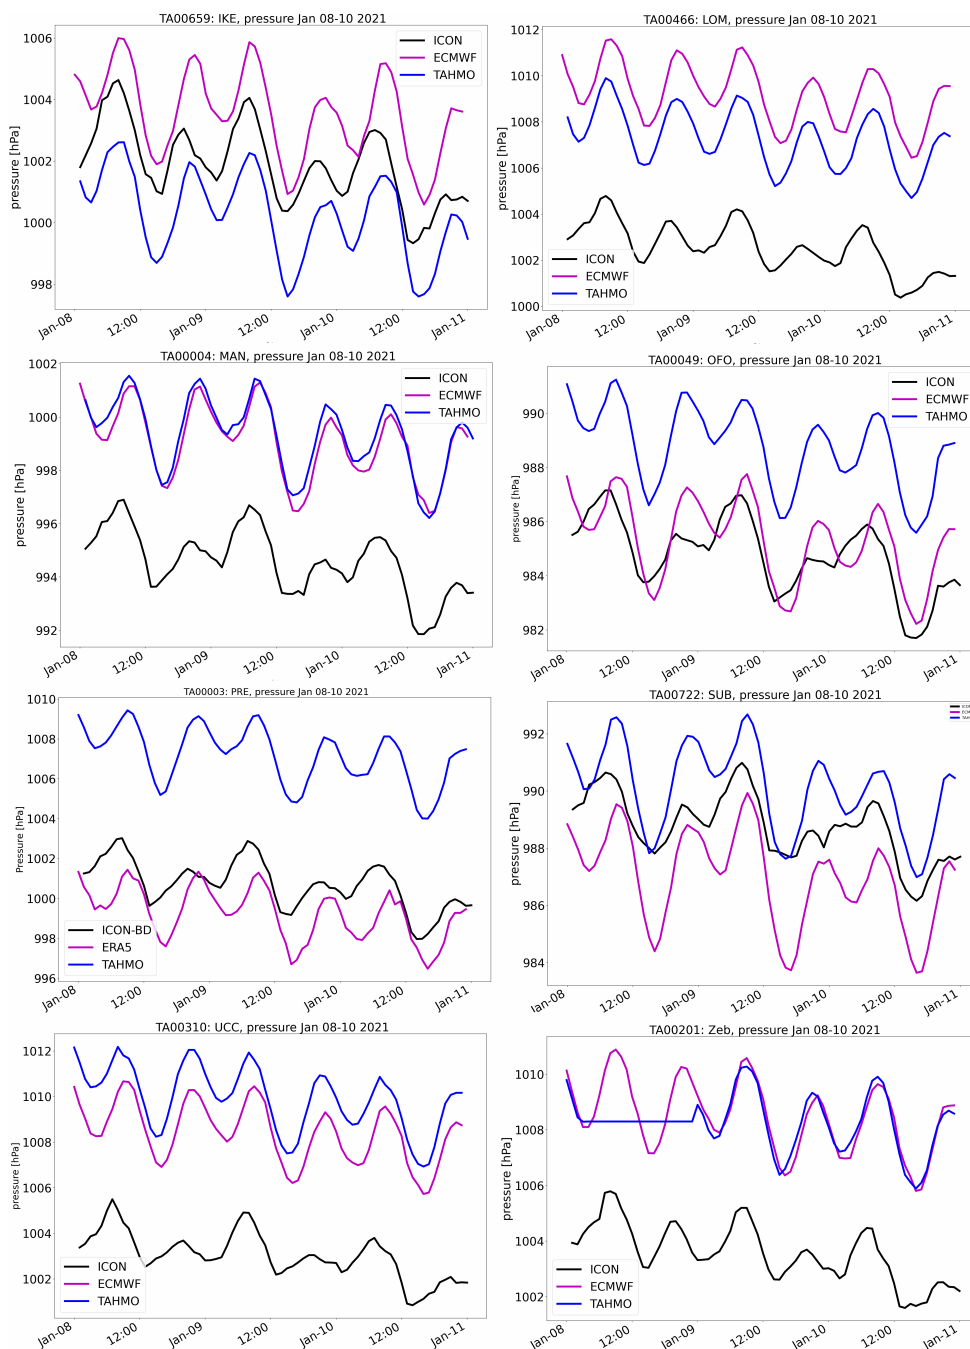 TA00659: IKE, pressure Jan 08-10 2021
pressure [hPa]
1006
1004
1002
1000
998
ICON
ECMWF
TAHMO
Jan-08
12:00
Jan-09
12:00
Jan-10
12:00
Jan-11
TA00466: LOM, pressure Jan 08-10 2021
pressure [hPa]
1012
1010
1008
1006
1004
1002
1000
ICON
ECMWF
TAHMO
Jan-08
12:00
Jan-09
12:00
Jan-10
12:00
Jan-11
TA00004: MAN, pressure Jan 08-10 2021
pressure [hPa]
1002
1000
998
996
994
992
ICON
ECMWF
TAHMO
Jan-08
12:00
Jan-09
12:00
Jan-10
12:00
Jan-11
TA00049: OFO, pressure Jan 08-10 2021
pressure [hPa]
990
988
986
984
982
ICON
ECMWF
TAHMO
Jan-08
12:00
Jan-09
12:00
Jan-10
12:00
Jan-11
TA00003: PRE, pressure Jan 08-10 2021
Pressure [hPa]
1010
1008
1006
1004
1002
1000
998
996
ICON-BD
ERA5
TAHMO
Jan-08
12:00
Jan-09
12:00
Jan-10
12:00
Jan-11
TA00722: SUB, pressure Jan 08-10 2021
pressure [hPa]
992
990
988
986
984
Jan-08
12:00
Jan-09
12:00
Jan-10
12:00
Jan-11
TA00310: UCC, pressure Jan 08-10 2021
pressure [hPa]
1012
1010
1008
1006
1004
1002
ICON
ECMWF
TAHMO
Jan-08
12:00
Jan-09
12:00
Jan-10
12:00
Jan-11
TA00201: Zeb, pressure Jan 08-10 2021
pressure [hPa]
1010
1008
1006
1004
1002
ICON
ECMWF
TAHMO
Jan-08
12:00
Jan-09
12:00
Jan-10
12:00
Jan-11